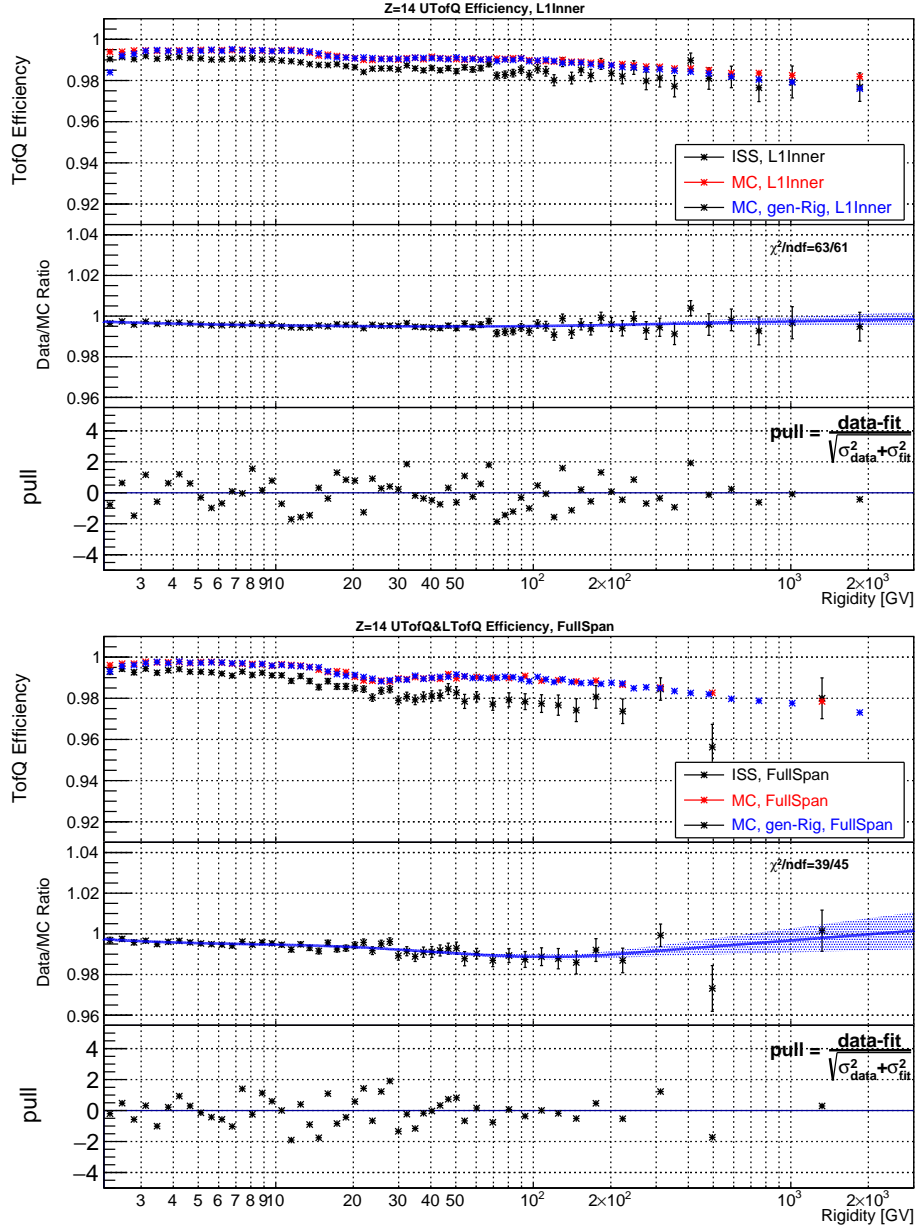 Z=14 UTofQ Efficiency, L1Inner
TofQ Efficiency
1
0.98
0.96
0.94
0.92
ISS, L1Inner
MC, L1Inner
MC, gen-Rig, L1Inner
Data/MC Ratio
1.04
1.02
1
0.98
0.96
χ²/ndf=63/61
pull
4
2
0
−2
−4
pull = data-fit / √σ²data+σ²fit
3 4 5 6 7 8 910 20 30 40 50 10² 2×10² 10³ 2×10³
Rigidity [GV]
Z=14 UTofQ&LTofQ Efficiency, FullSpan
TofQ Efficiency
1
0.98
0.96
0.94
0.92
ISS, FullSpan
MC, FullSpan
MC, gen-Rig, FullSpan
Data/MC Ratio
1.04
1.02
1
0.98
0.96
χ²/ndf=39/45
pull
4
2
0
−2
−4
pull = data-fit / √σ²data+σ²fit
3 4 5 6 7 8 910 20 30 40 50 10² 2×10² 10³ 2×10³
Rigidity [GV]